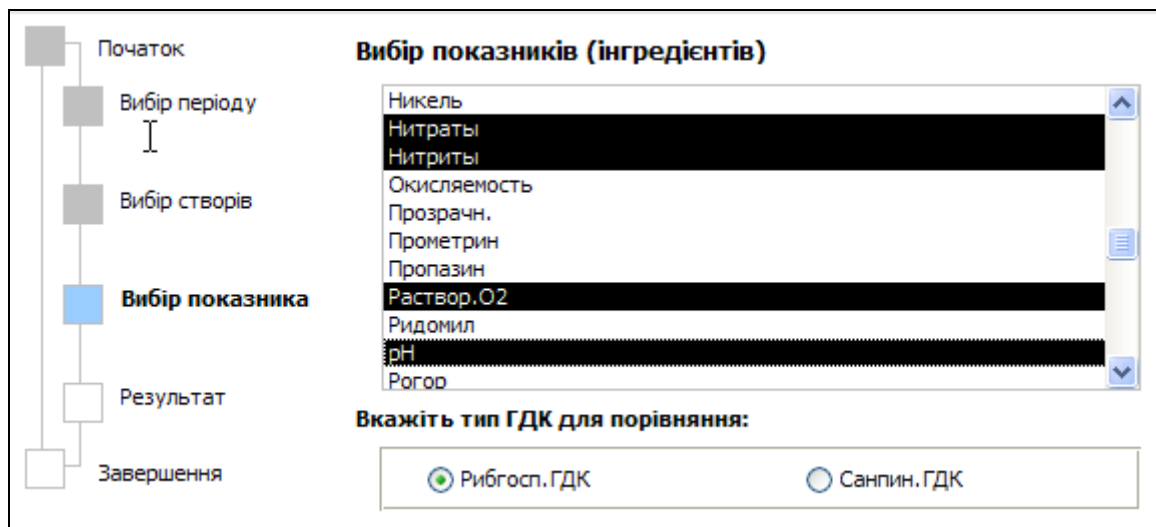 Початок
Вибір періоду
Вибір створів
Вибір показника
Результат
Завершення
Вибір показників (інгредієнтів)
Никель
Нитраты
Нитриты
Окисляемость
Прозрачн.
Прометрин
Пропазин
Раствор.О2
Ридомил
рН
Рогор
Вкажіть тип ГДК для порівняння:
Рибгосп.ГДК Санпин.ГДК